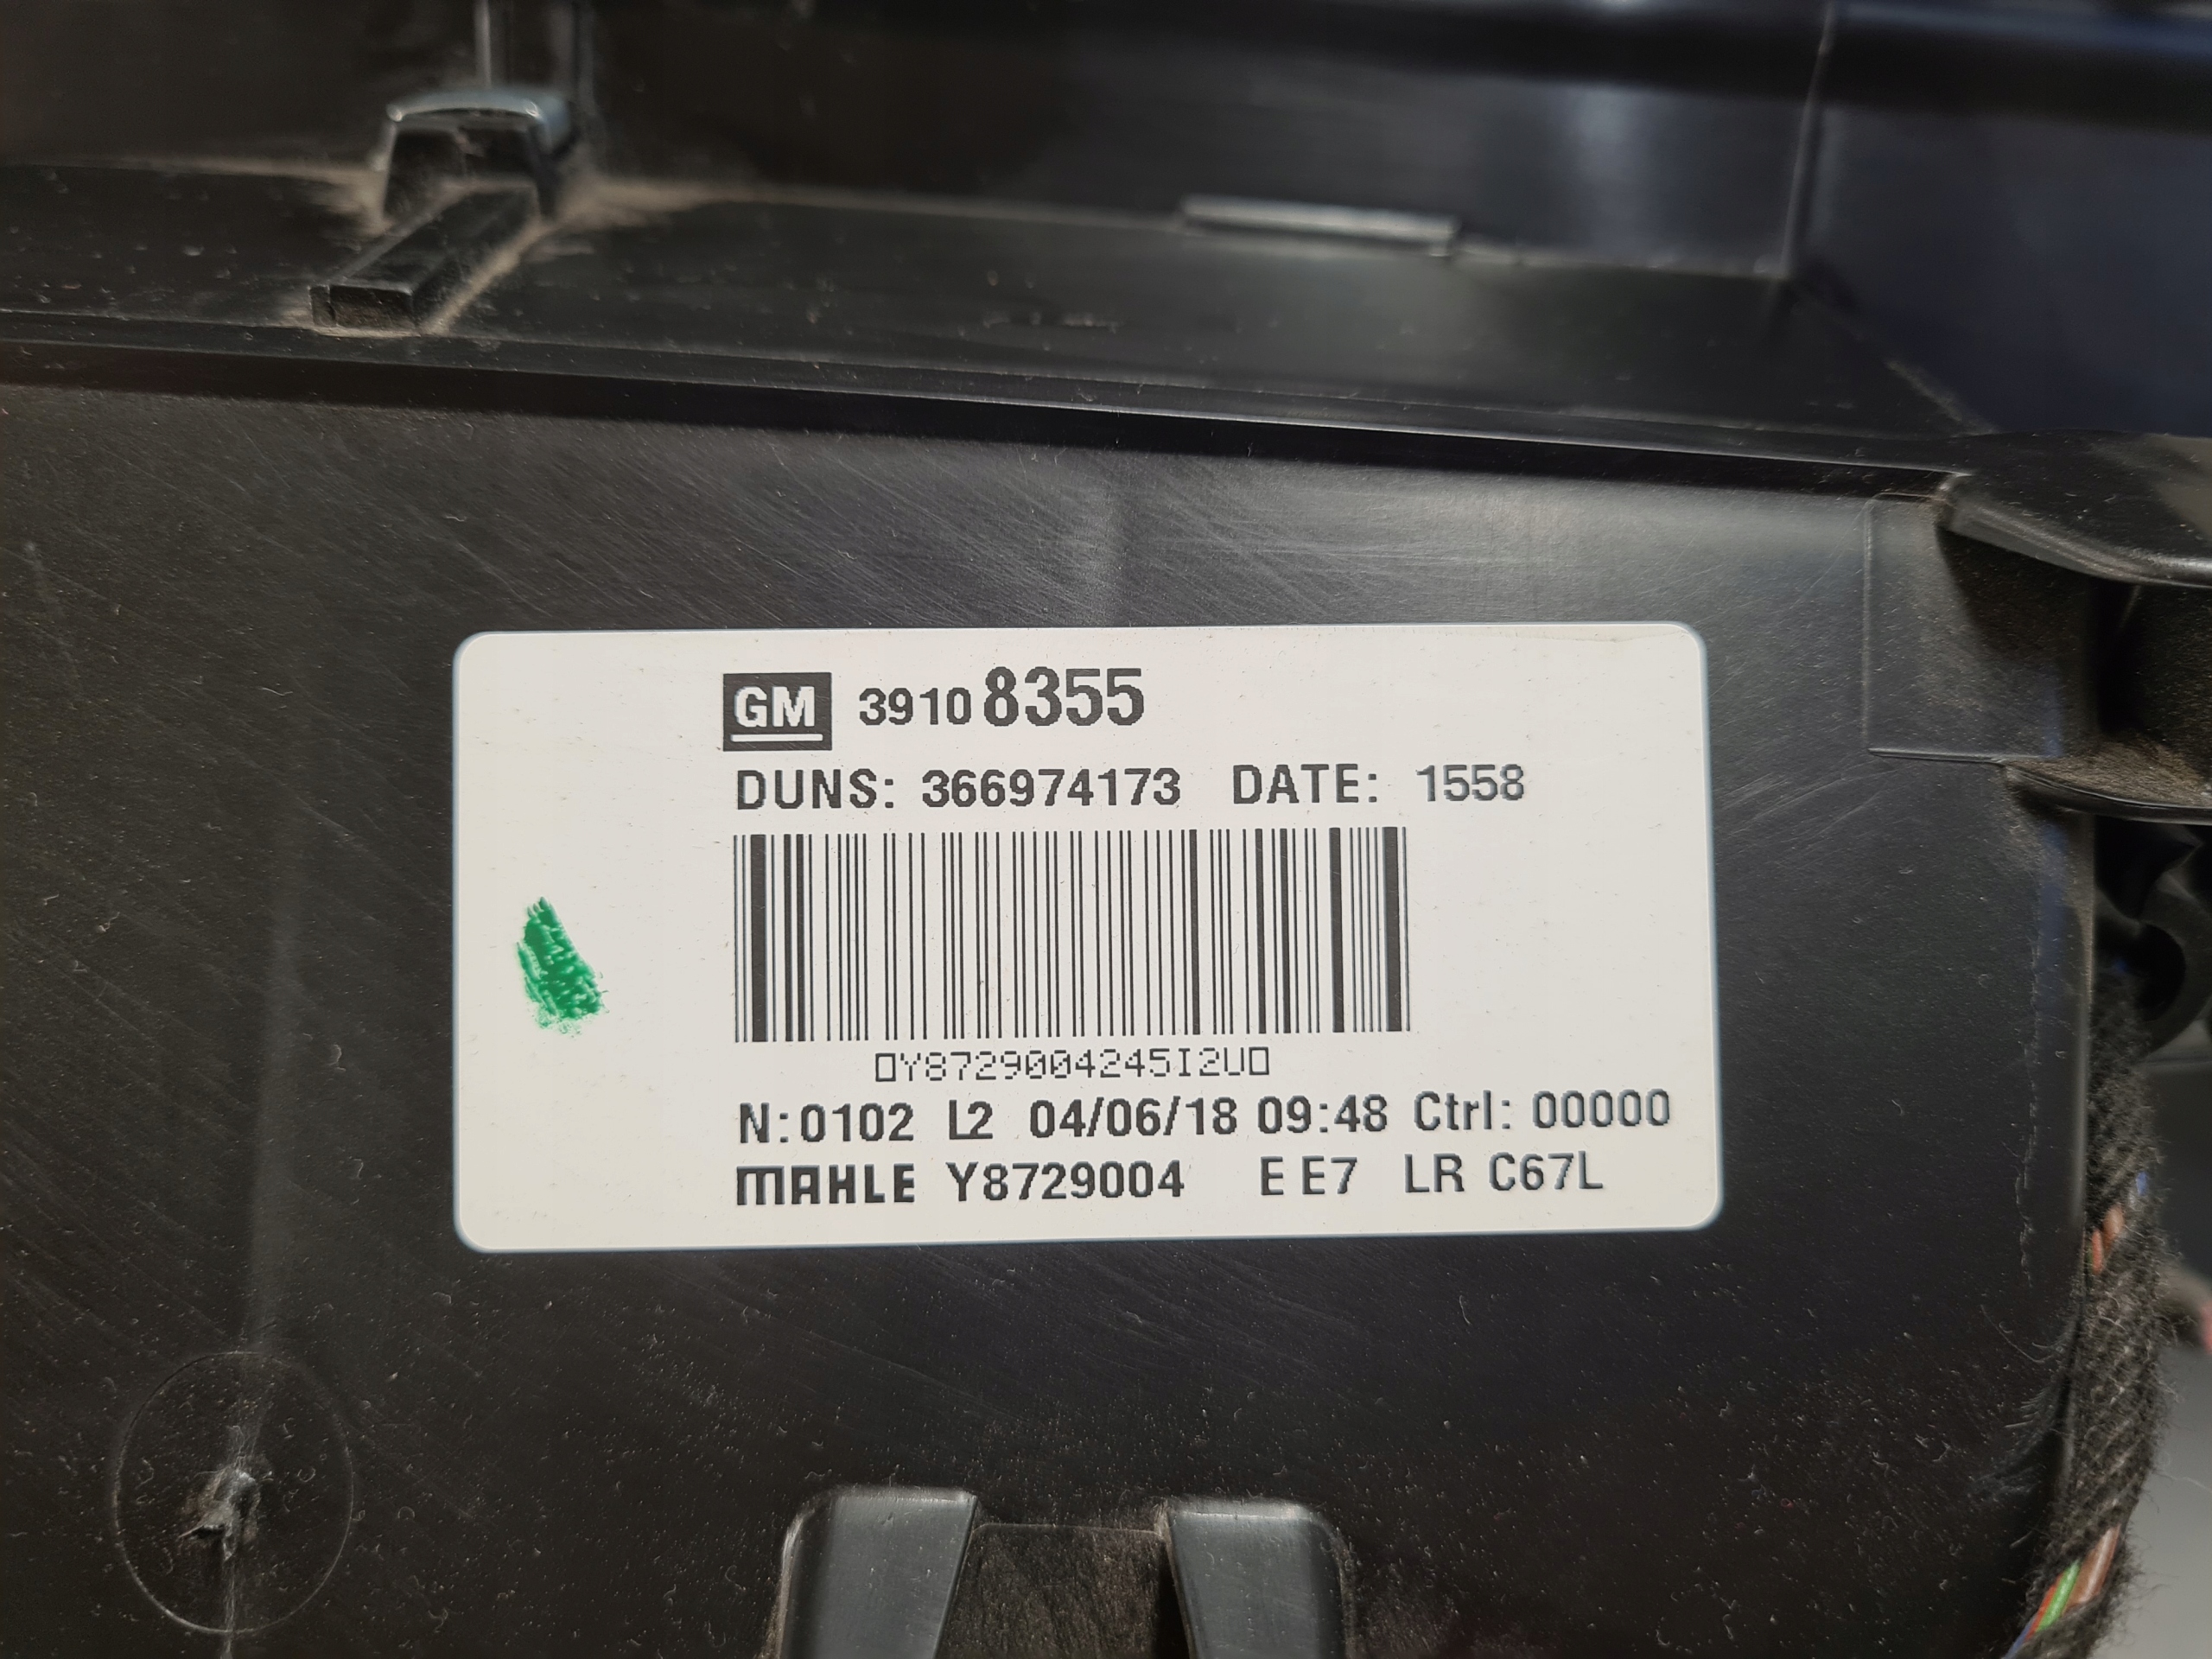 GM 39108355
DUNS: 366974173 DATE: 1558
▯Y8729004245I2U▯
N:0102 L2 04/06/18 09:48 Ctrl: 00000
MAHLE Y8729004 E E7 LR C67L